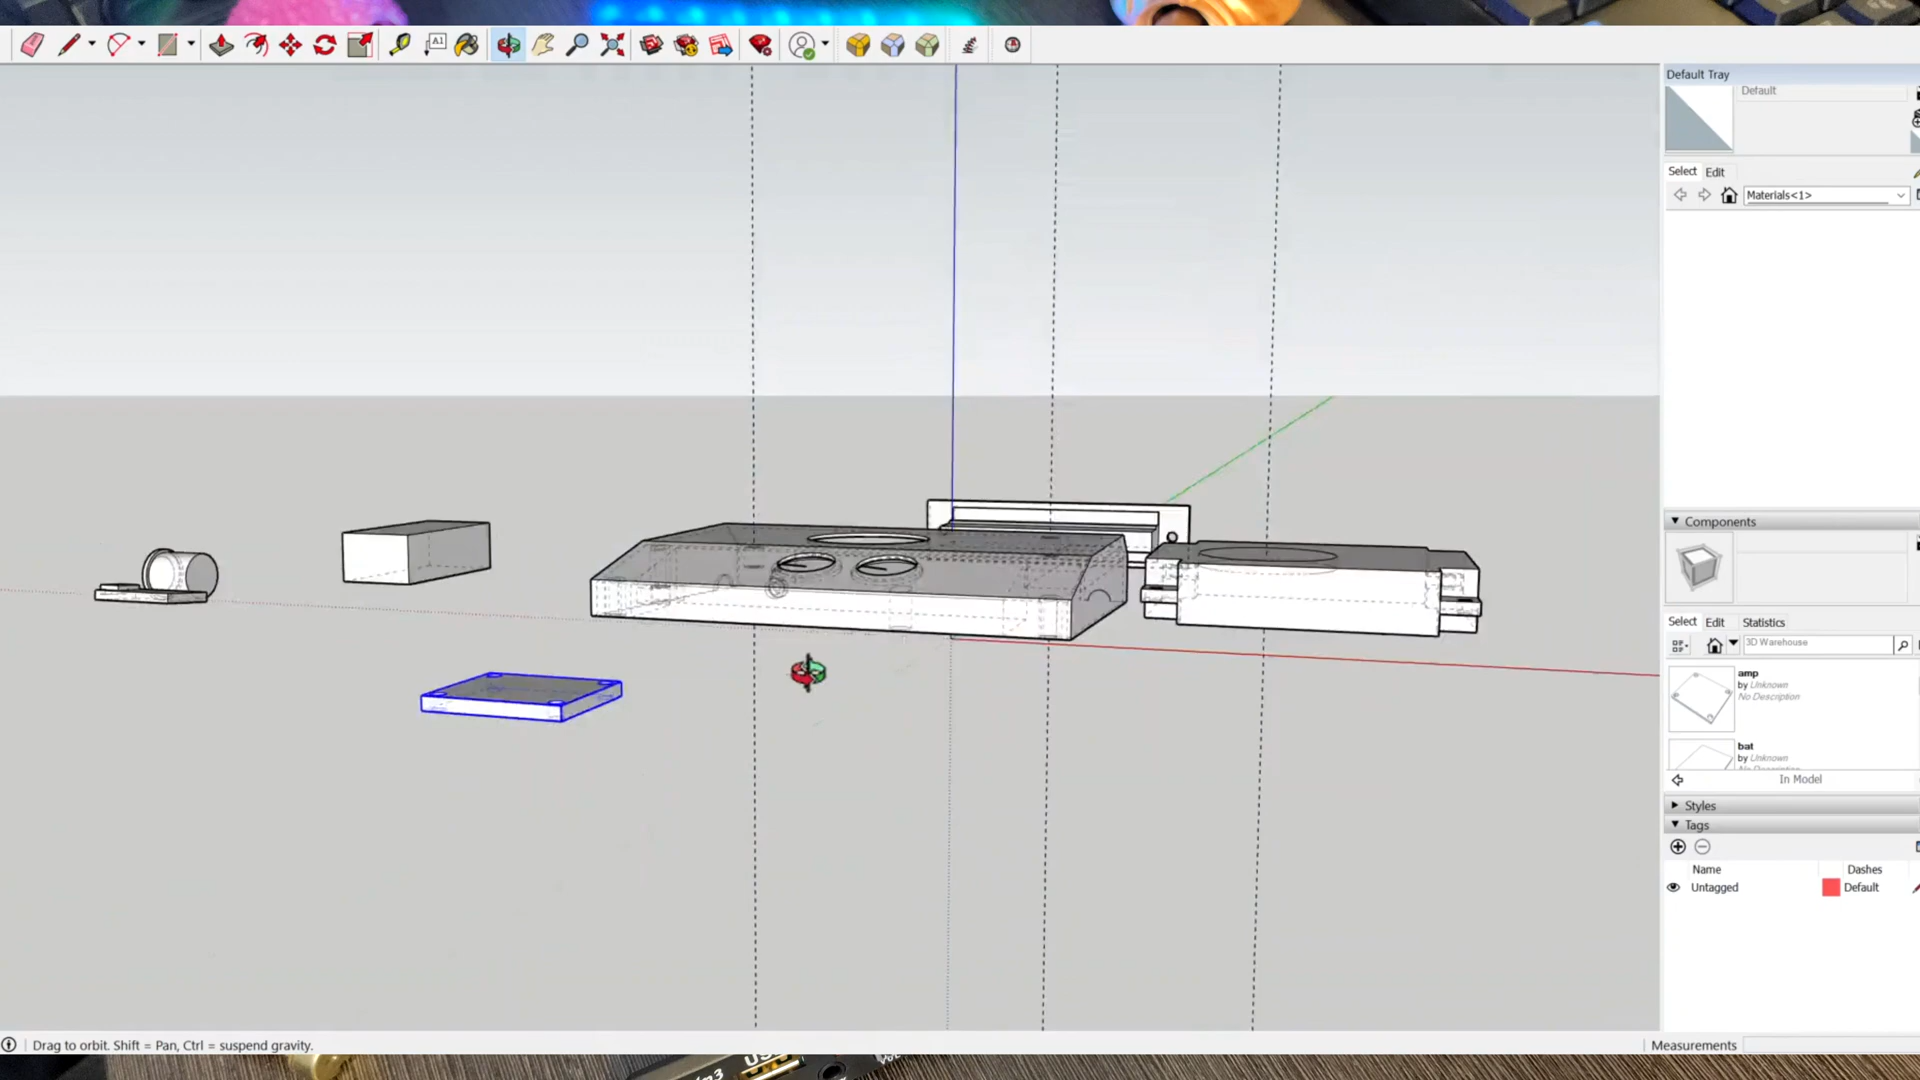 A1
Default Tray
Default
Select Edit
Materials<1>
Components
Select Edit Statistics
3D Warehouse
amp
by Unknown
No Description
bat
by Unknown
In Model
Styles
Tags
Name Dashes
Untagged Default
Drag to orbit. Shift = Pan, Ctrl = suspend gravity.
Measurements